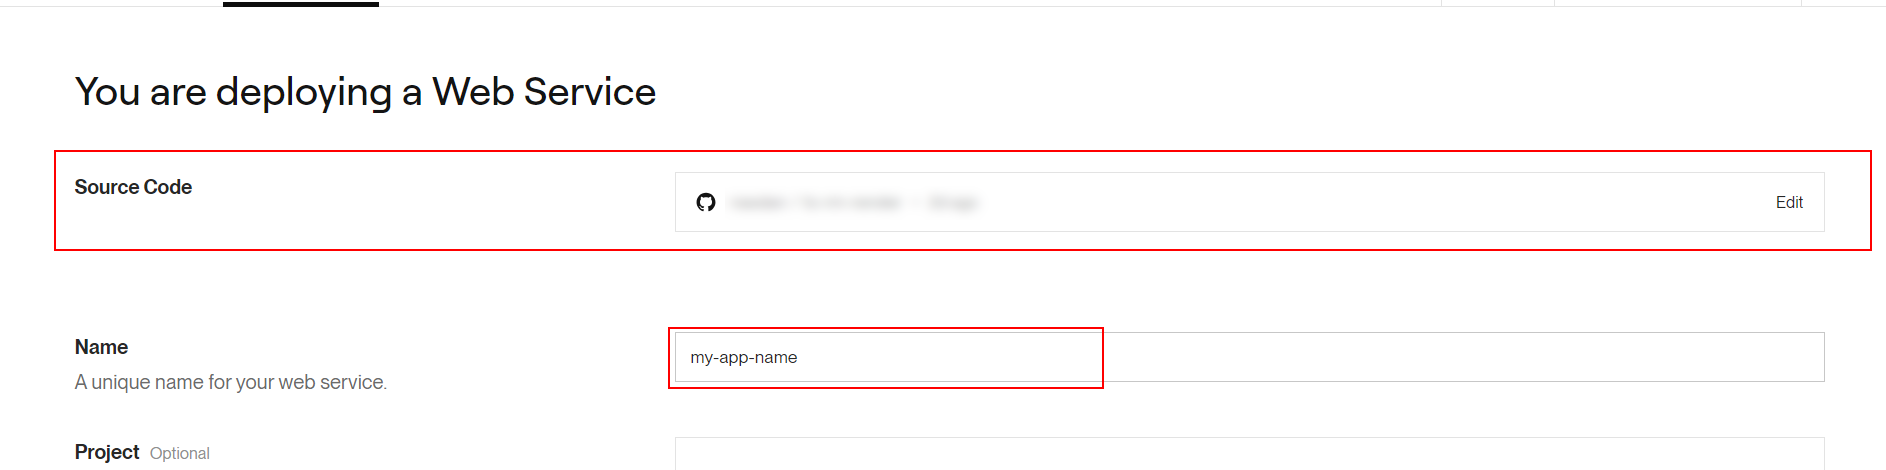 You are deploying a Web Service
Source Code
Edit
Name
my-app-name
A unique name for your web service.
Project Optional